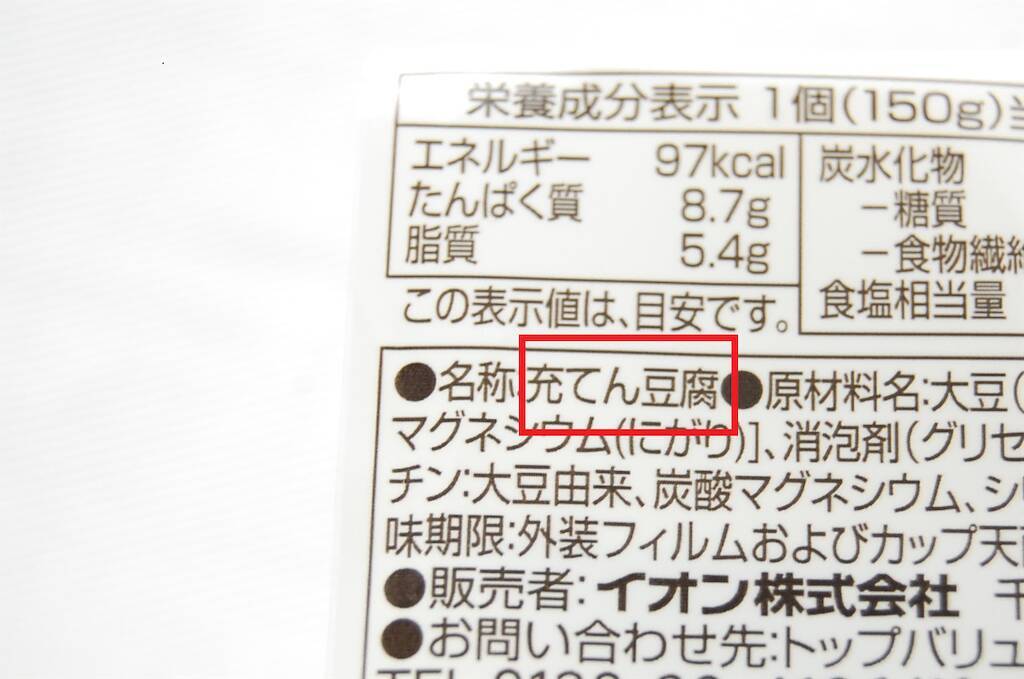 栄養成分表示 1個(150g)当
エネルギー 97kcal
たんぱく質 8.7g
脂質 5.4g
炭水化物
－糖質
－食物繊維
食塩相当量
この表示値は、目安です。
●名称:充てん豆腐●原材料名:大豆(
マグネシウム(にがり)]、消泡剤(グリセ
チン:大豆由来、炭酸マグネシウム、シリ
味期限:外装フィルムおよびカップ天面
●販売者:イオン株式会社 〒
●お問い合わせ先:トップバリュ
TEL 0120